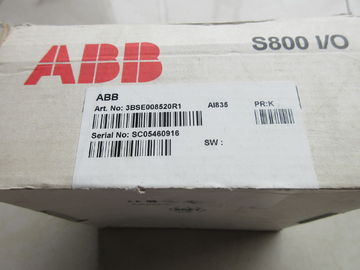 ABB
S800 I/O
ABB
Art. No: 3BSE008520R1 AI835 PR:K
Serial No: SC05460916
SW :